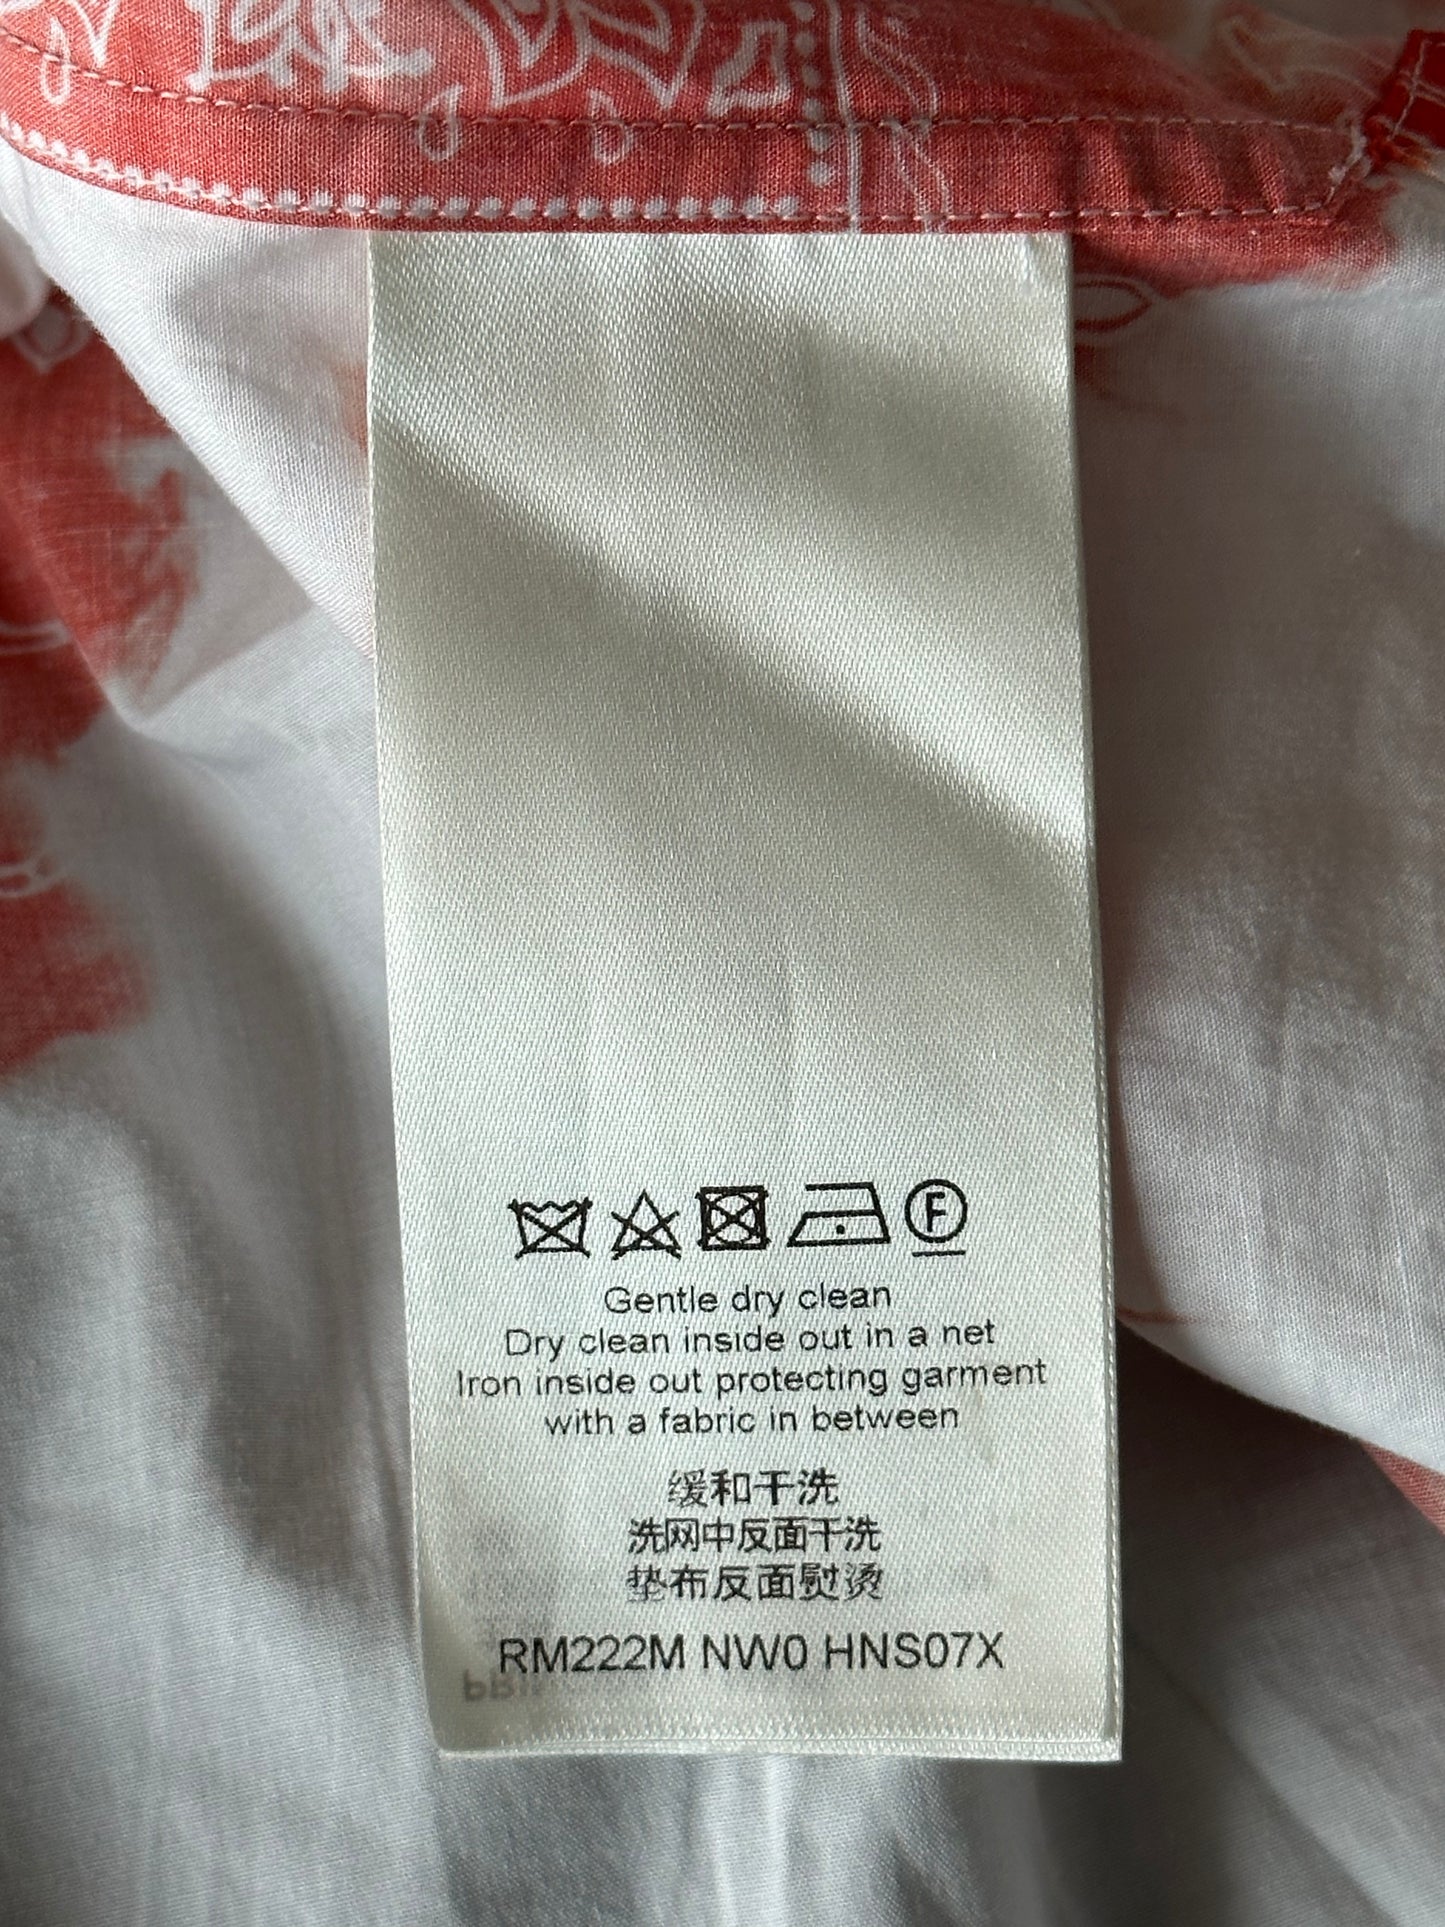 F
Gentle dry clean
Dry clean inside out in a net
Iron inside out protecting garment
with a fabric in between
缓和干洗
洗网中反面干洗
垫布反面熨烫
RM222M NW0 HNS07X